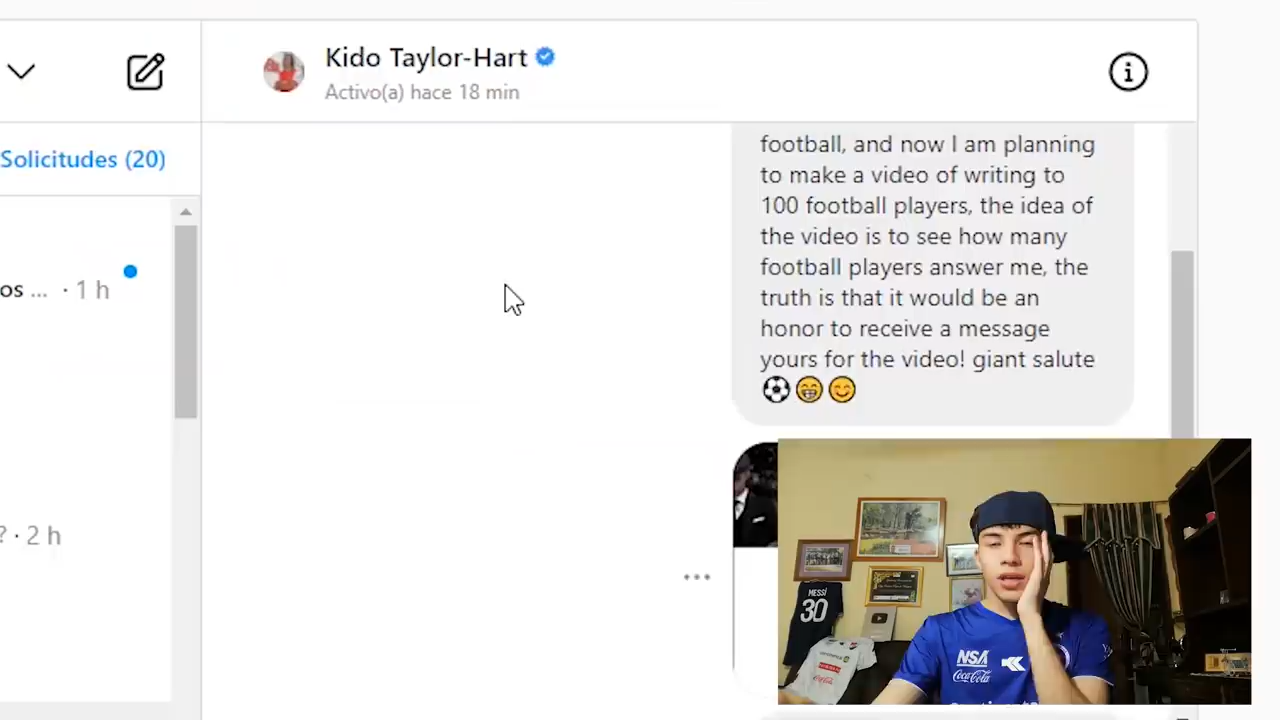 Kido Taylor-Hart
Activo(a) hace 18 min
Solicitudes (20)
os ... · 1 h
? · 2 h
football, and now I am planning
to make a video of writing to
100 football players, the idea of
the video is to see how many
football players answer me, the
truth is that it would be an
honor to receive a message
yours for the video! giant salute
⚽😁😊
MESSI
30
NSA
Coca-Cola